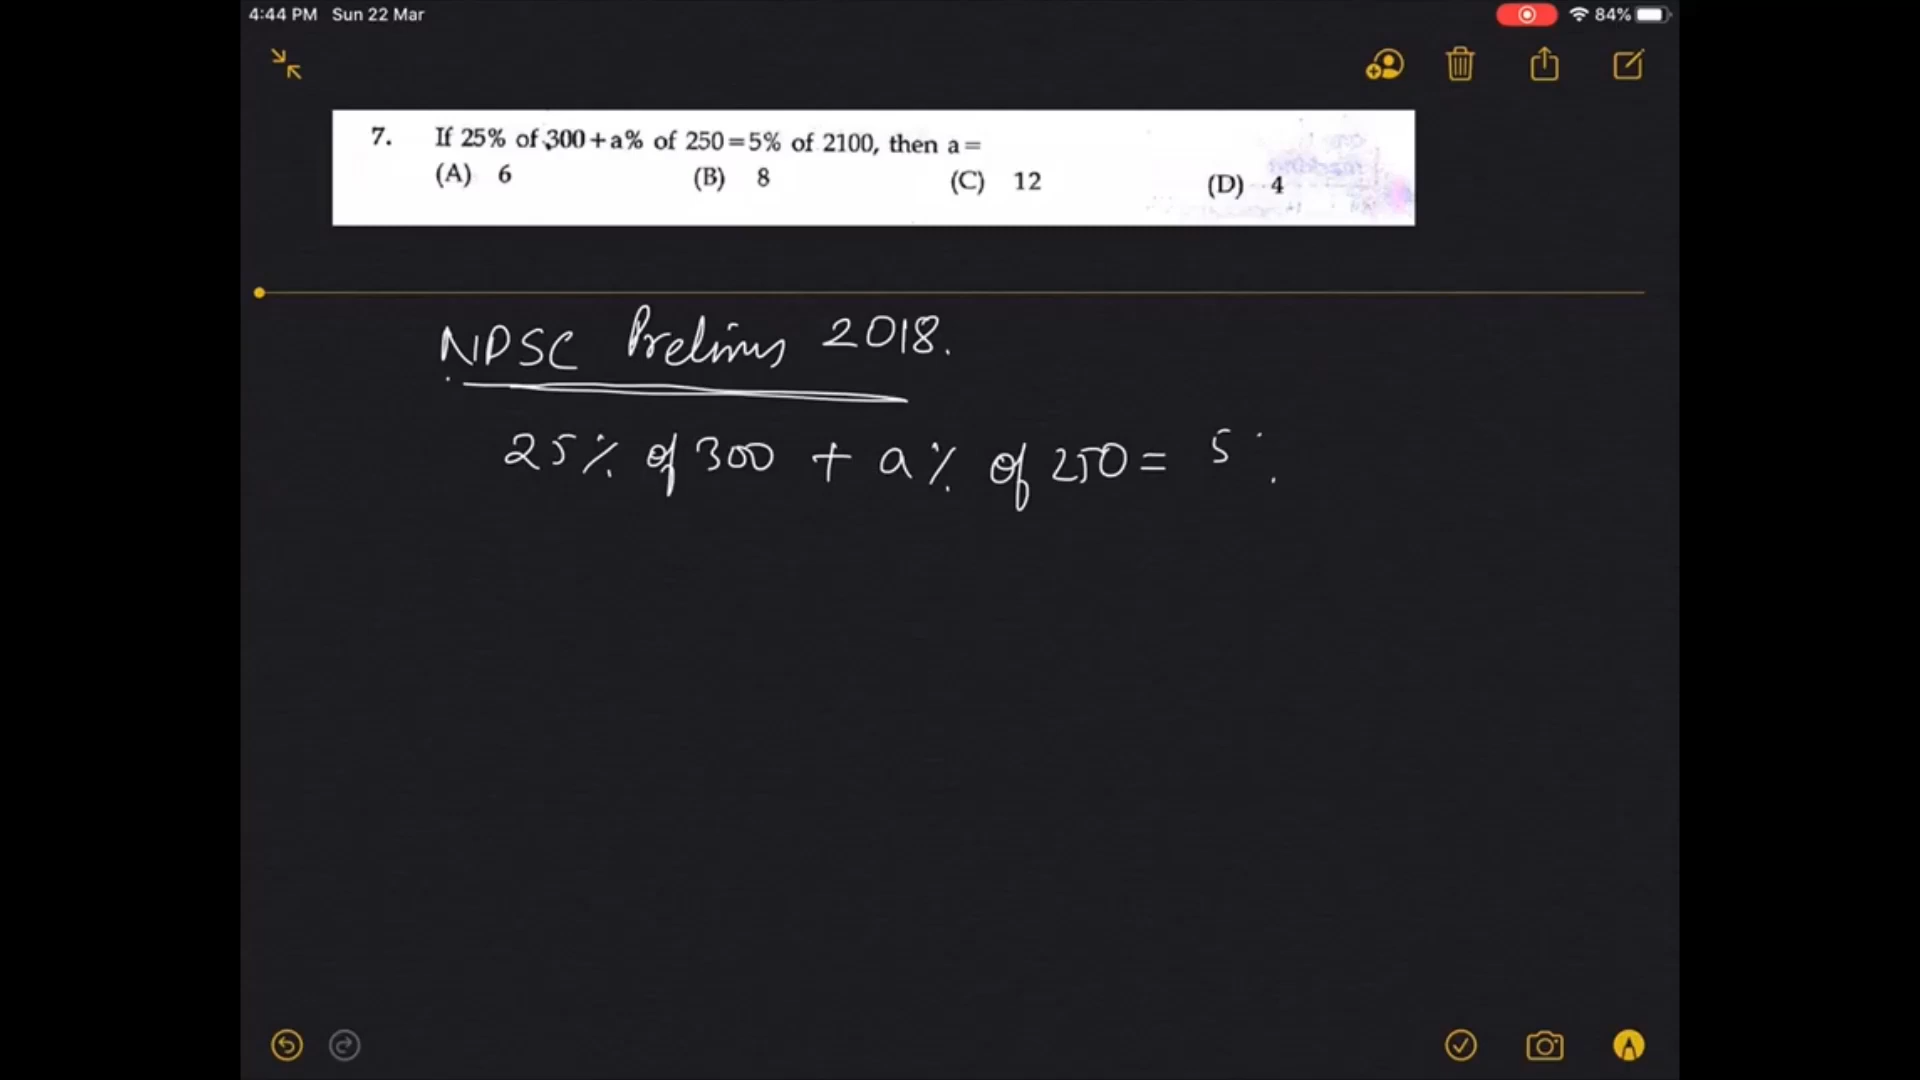 4:44 PM Sun 22 Mar 84%
7. If 25% of 300+a% of 250=5% of 2100, then a=
(A) 6 (B) 8 (C) 12 (D) 4
NPSC Prelims 2018.
25% of 300 + a% of 250 = 5